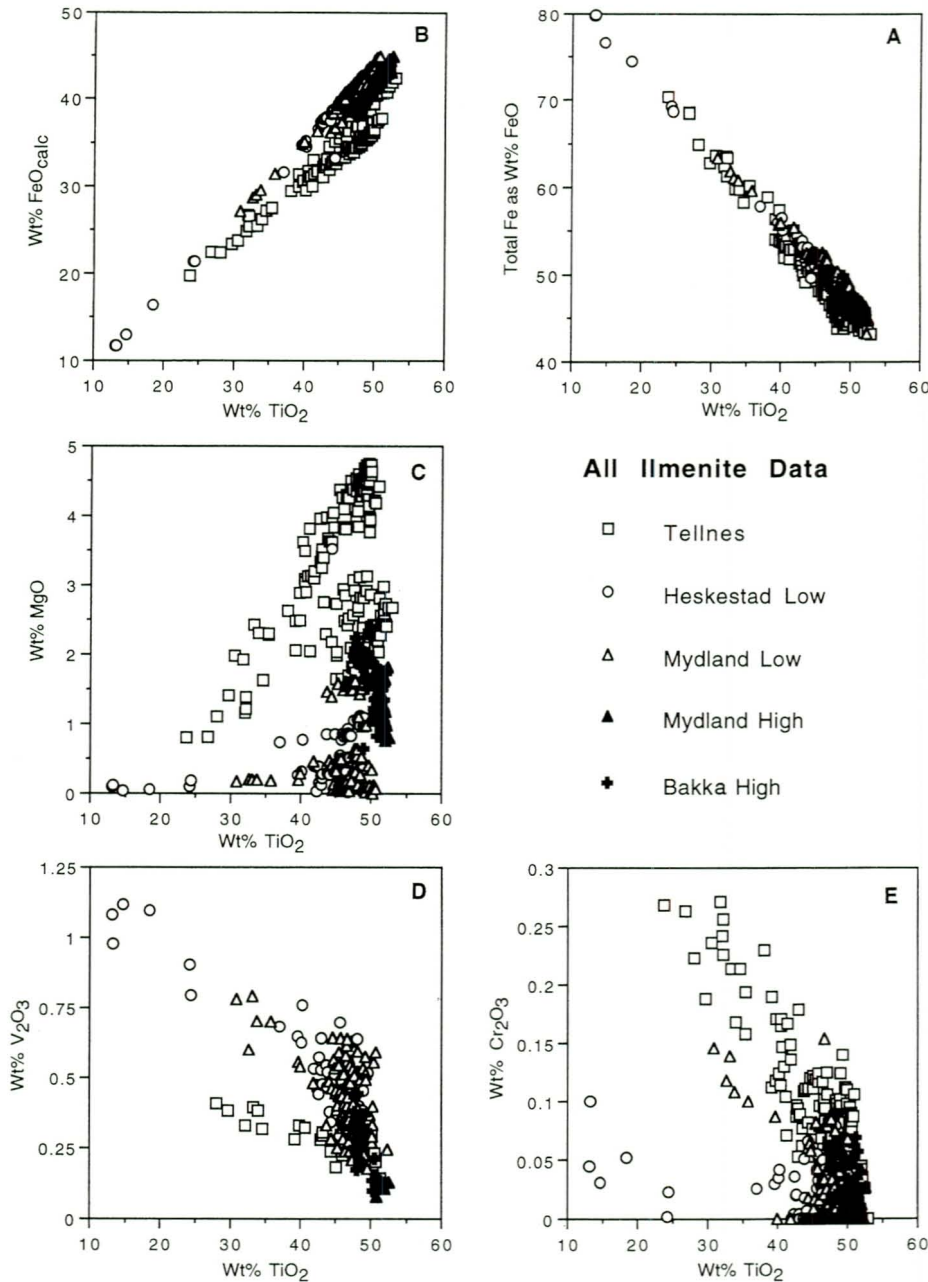 50
40
30
20
10
10 20 30 40 50 60
Wt% FeOcalc
Wt% TiO2
B
80
70
60
50
40
10 20 30 40 50 60
Total Fe as Wt% FeO
Wt% TiO2
A
5
4
3
2
1
0
10 20 30 40 50 60
Wt% MgO
Wt% TiO2
C
All Ilmenite Data
Tellnes
Heskestad Low
Mydland Low
Mydland High
Bakka High
1.25
1
0.75
0.5
0.25
0
10 20 30 40 50 60
Wt% V2O3
Wt% TiO2
D
0.3
0.25
0.2
0.15
0.1
0.05
0
10 20 30 40 50 60
Wt% Cr2O3
Wt% TiO2
E